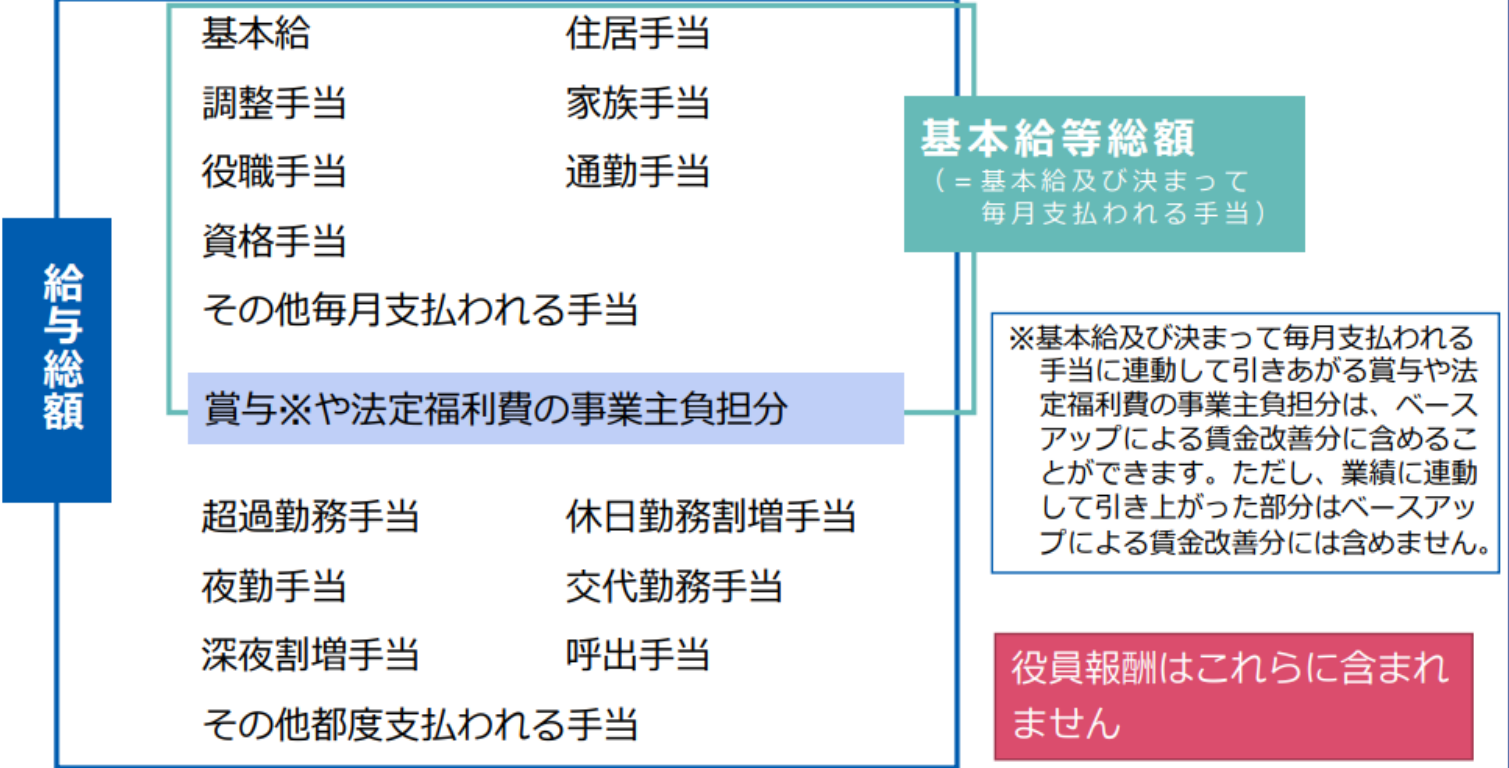 基本給 住居手当
調整手当 家族手当
役職手当 通勤手当
資格手当
その他毎月支払われる手当
賞与※や法定福利費の事業主負担分
超過勤務手当 休日勤務割増手当
夜勤手当 交代勤務手当
深夜割増手当 呼出手当
その他都度支払われる手当
給与総額
基本給等総額
（＝基本給及び決まって
毎月支払われる手当）
※基本給及び決まって毎月支払われる
手当に連動して引きあがる賞与や法
定福利費の事業主負担分は、ベース
アップによる賃金改善分に含めるこ
とができます。ただし、業績に連動
して引き上がった部分はベースアッ
プによる賃金改善分には含めません。
役員報酬はこれらに含まれ
ません